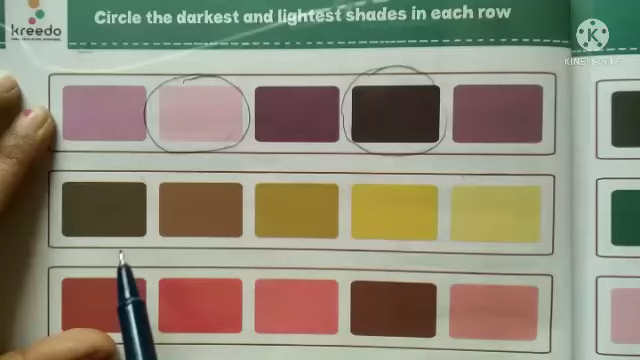 Circle the darkest and lightest shades in each row
kreedo
KINEMASTER